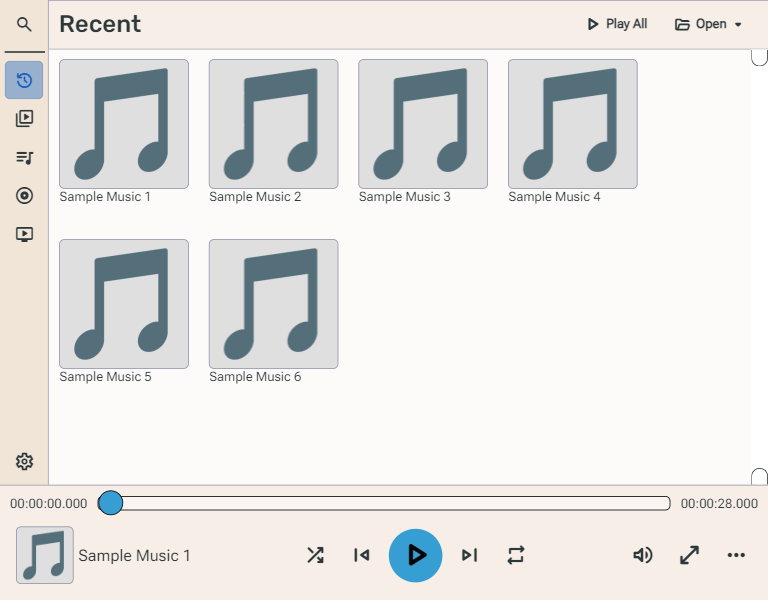 Recent
Play All
Open
Sample Music 1
Sample Music 2
Sample Music 3
Sample Music 4
Sample Music 5
Sample Music 6
00:00:00.000
00:00:28.000
Sample Music 1